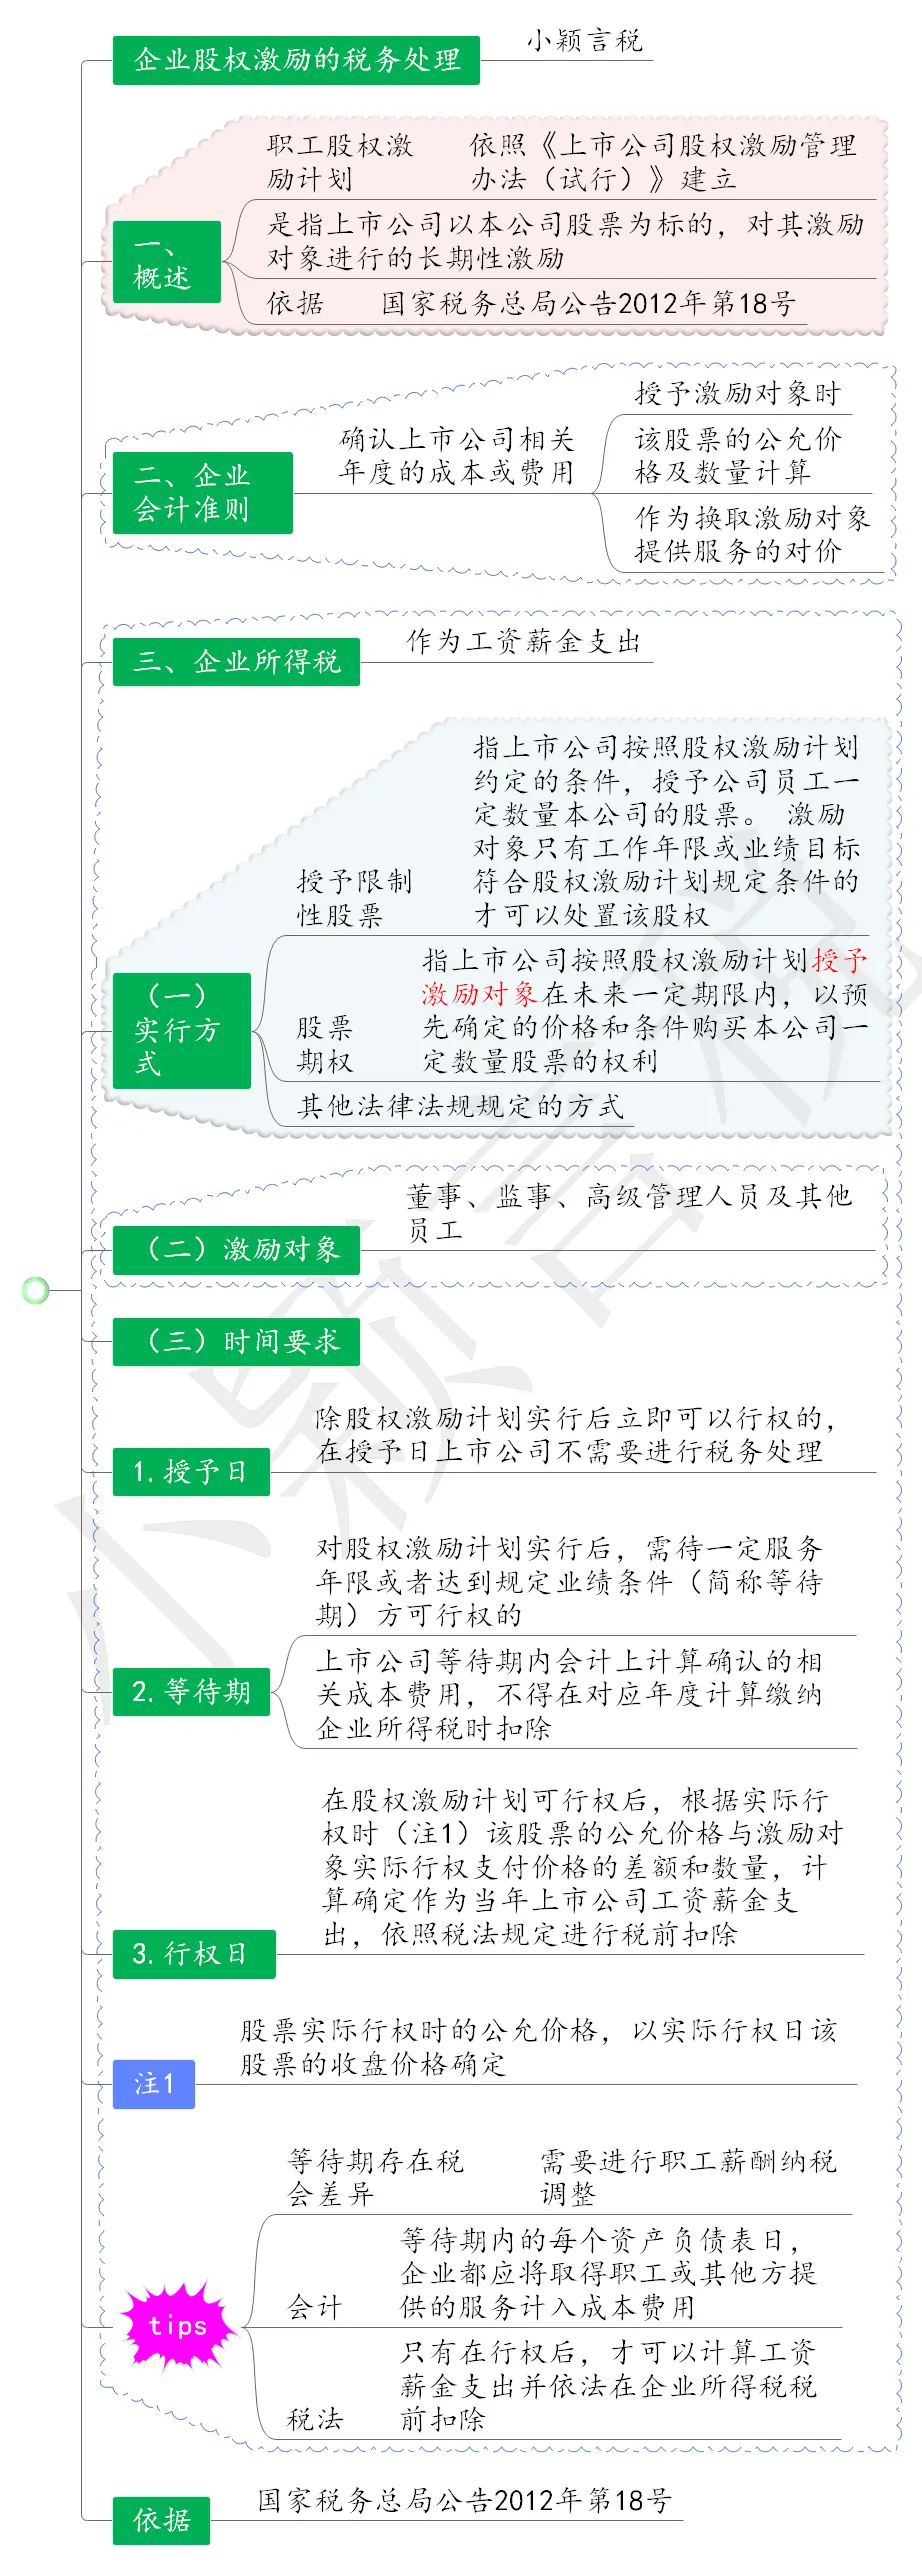 企业股权激励的税务处理
小颖言税
一、
概述
职工股权激
励计划
依照《上市公司股权激励管理
办法（试行）》建立
是指上市公司以本公司股票为标的，对其激励
对象进行的长期性激励
依据
国家税务总局公告2012年第18号
二、企业
会计准则
确认上市公司相关
年度的成本或费用
授予激励对象时
该股票的公允价
格及数量计算
作为换取激励对象
提供服务的对价
三、企业所得税
作为工资薪金支出
（一）
实行方
式
授予限制
性股票
指上市公司按照股权激励计划
约定的条件，授予公司员工一
定数量本公司的股票。 激励
对象只有工作年限或业绩目标
符合股权激励计划规定条件的
才可以处置该股权
股票
期权
指上市公司按照股权激励计划授予
激励对象在未来一定期限内，以预
先确定的价格和条件购买本公司一
定数量股票的权利
其他法律法规规定的方式
（二）激励对象
董事、监事、高级管理人员及其他
员工
（三）时间要求
1.授予日
除股权激励计划实行后立即可以行权的，
在授予日上市公司不需要进行税务处理
2.等待期
对股权激励计划实行后，需待一定服务
年限或者达到规定业绩条件（简称等待
期）方可行权的
上市公司等待期内会计上计算确认的相
关成本费用，不得在对应年度计算缴纳
企业所得税时扣除
3.行权日
在股权激励计划可行权后，根据实际行
权时（注1）该股票的公允价格与激励对
象实际行权支付价格的差额和数量，计
算确定作为当年上市公司工资薪金支
出，依照税法规定进行税前扣除
注1
股票实际行权时的公允价格，以实际行权日该
股票的收盘价格确定
tips
等待期存在税
会差异
需要进行职工薪酬纳税
调整
会计
等待期内的每个资产负债表日，
企业都应将取得职工或其他方提
供的服务计入成本费用
税法
只有在行权后，才可以计算工资
薪金支出并依法在企业所得税税
前扣除
依据
国家税务总局公告2012年第18号
小颖言税